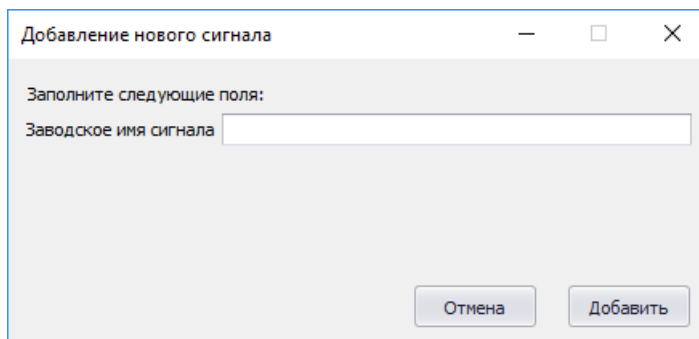 Добавление нового сигнала
Заполните следующие поля:
Заводское имя сигнала
Отмена Добавить